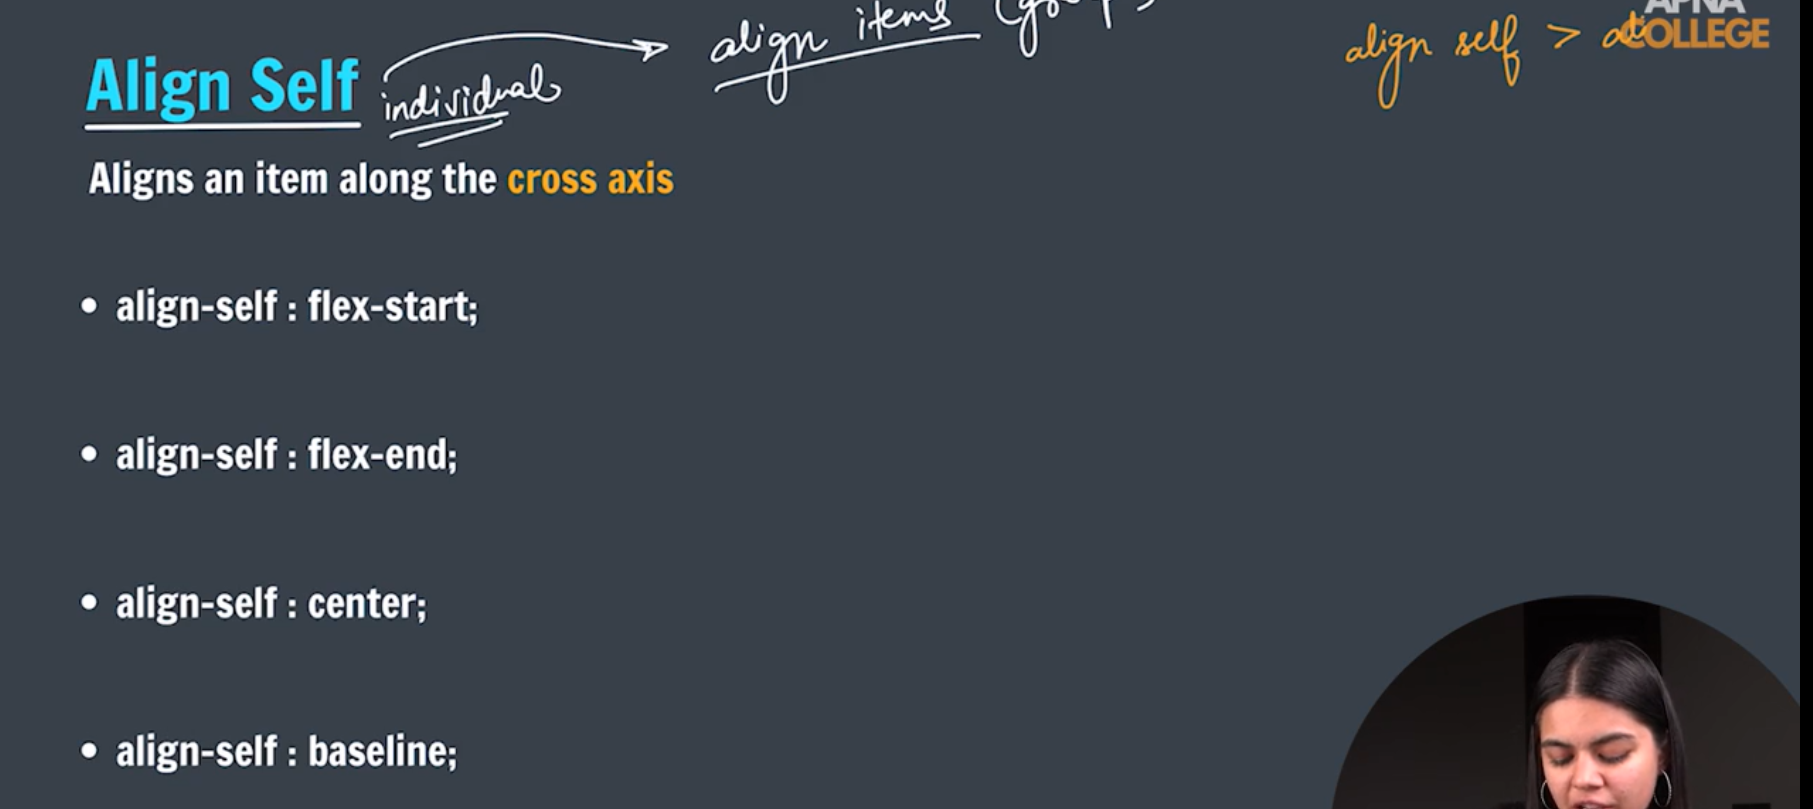 align items
align self >
APNA
COLLEGE
Align Self
individual
Aligns an item along the cross axis
• align-self : flex-start;
• align-self : flex-end;
• align-self : center;
• align-self : baseline;